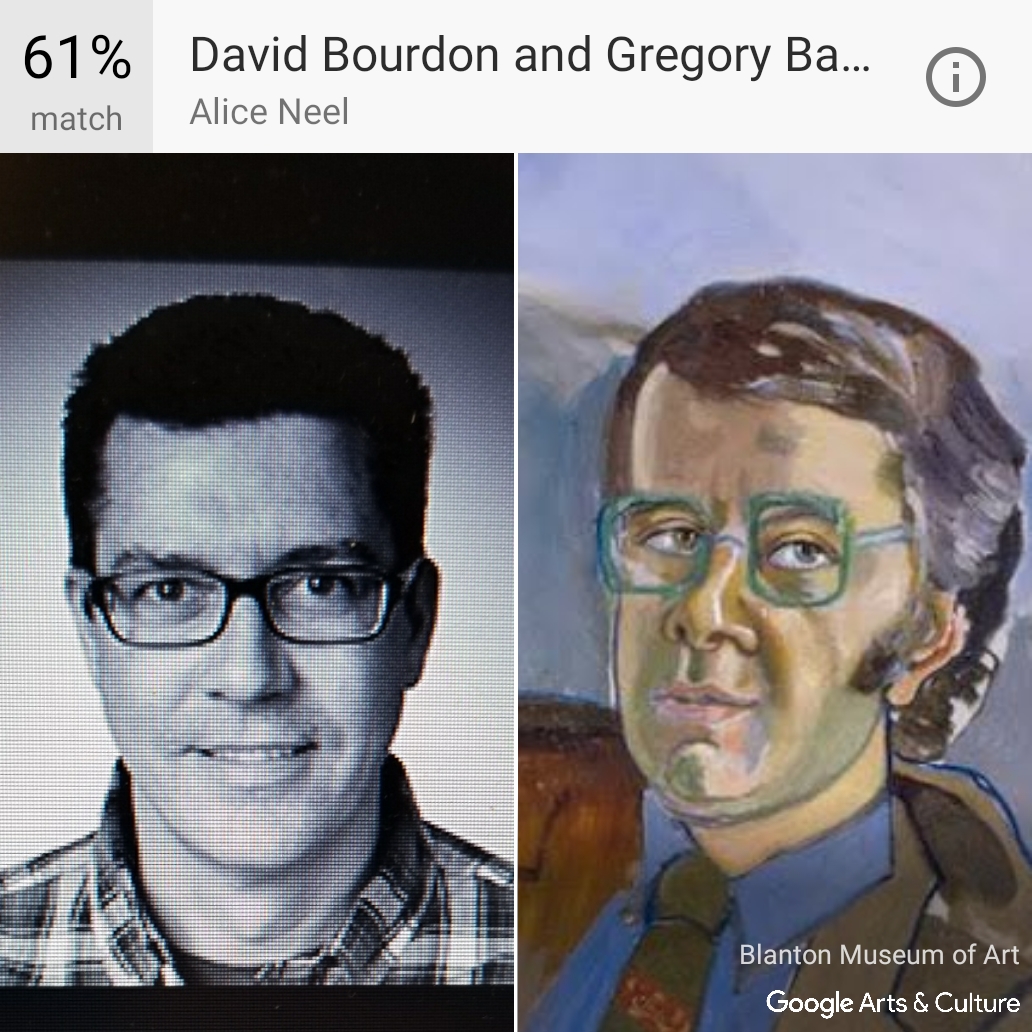 61%
match
David Bourdon and Gregory Ba...
Alice Neel
Blanton Museum of Art
Google Arts & Culture